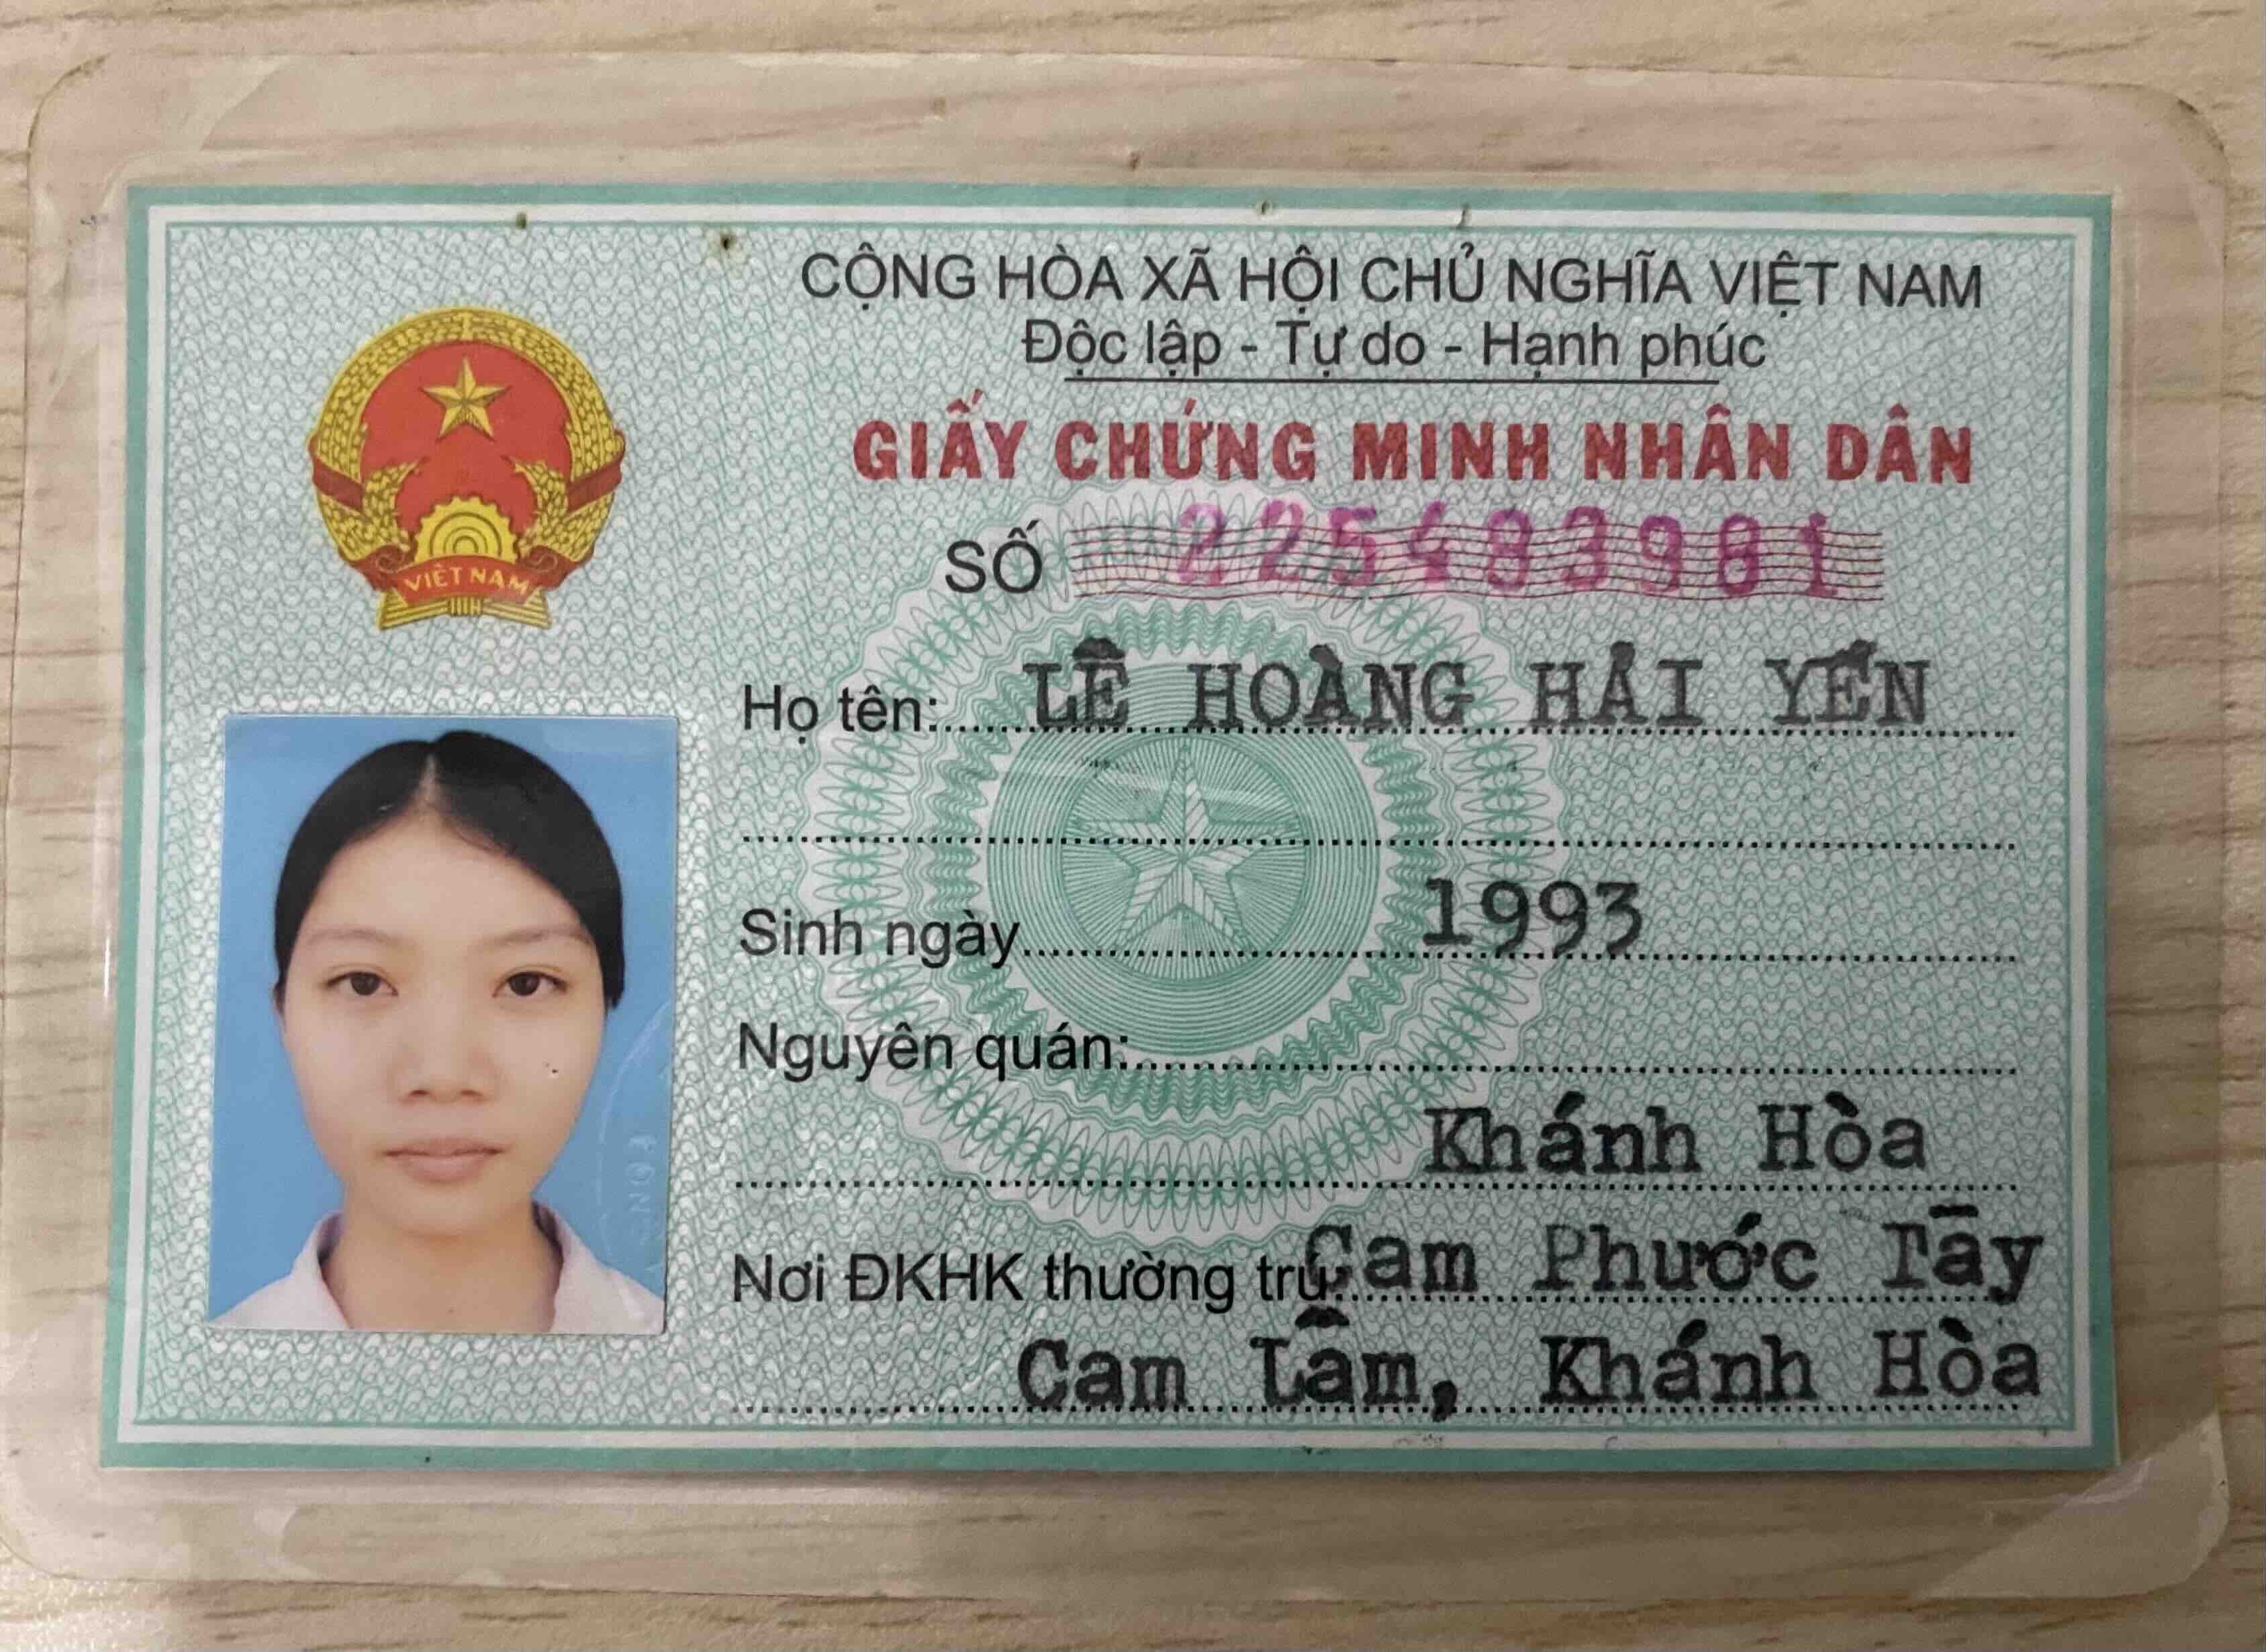 CỘNG HÒA XÃ HỘI CHỦ NGHĨA VIỆT NAM
Độc lập - Tự do - Hạnh phúc
GIẤY CHỨNG MINH NHÂN DÂN
SỐ 225483981
VIỆT NAM
Họ tên: LÊ HOÀNG HẢI YẾN
Sinh ngày 1993
Nguyên quán:
Khánh Hòa
Nơi ĐKHK thường trú: Cam Phước Tây
Cam Lâm, Khánh Hòa